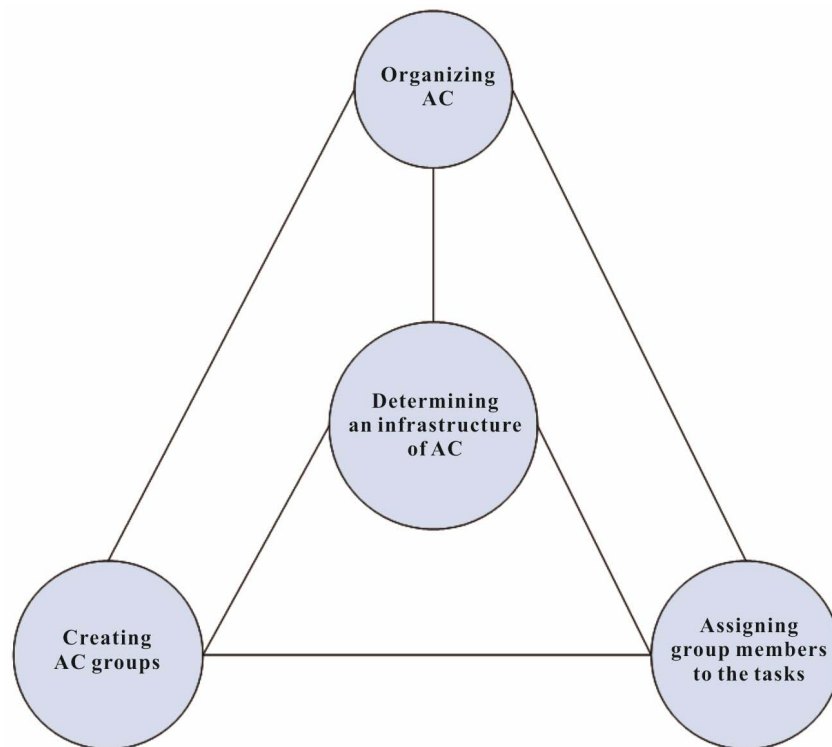 Organizing
AC
Determining
an infrastructure
of AC
Creating
AC groups
Assigning
group members
to the tasks